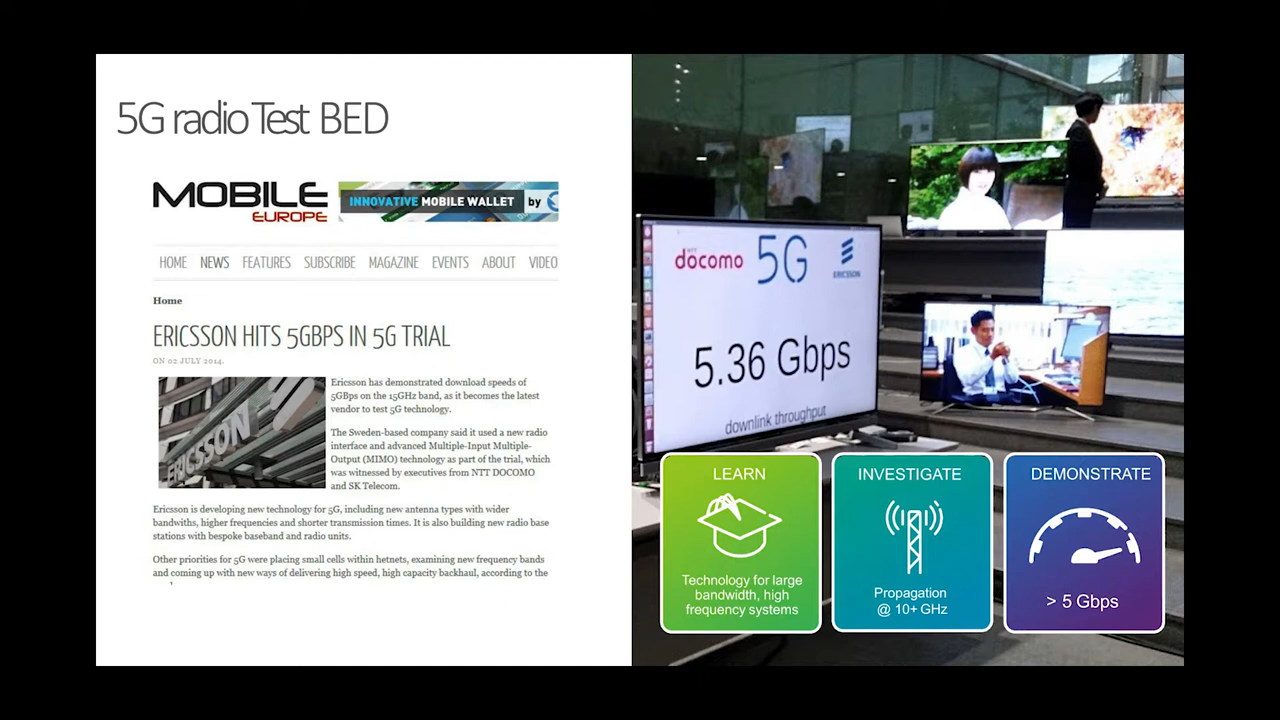 5G radio Test BED
MOBILE
EUROPE
INNOVATIVE MOBILE WALLET by
HOME NEWS FEATURES SUBSCRIBE MAGAZINE EVENTS ABOUT VIDEO
Home
ERICSSON HITS 5GBPS IN 5G TRIAL
ON 02 JULY 2014.
ERICSSON
Ericsson has demonstrated download speeds of
5GBps on the 15GHz band, as it becomes the latest
vendor to test 5G technology.
The Sweden-based company said it used a new radio
interface and advanced Multiple-Input Multiple-
Output (MIMO) technology as part of the trial, which
was witnessed by executives from NTT DOCOMO
and SK Telecom.
Ericsson is developing new technology for 5G, including new antenna types with wider
bandwiths, higher frequencies and shorter transmission times. It is also building new radio base
stations with bespoke baseband and radio units.
Other priorities for 5G were placing small cells within hetnets, examining new frequency bands
and coming up with new ways of delivering high speed, high capacity backhaul, according to the
döcomo 5G ERICSSON
5.36 Gbps
downlink throughput
LEARN
Technology for large
bandwidth, high
frequency systems
INVESTIGATE
Propagation
@ 10+ GHz
DEMONSTRATE
> 5 Gbps